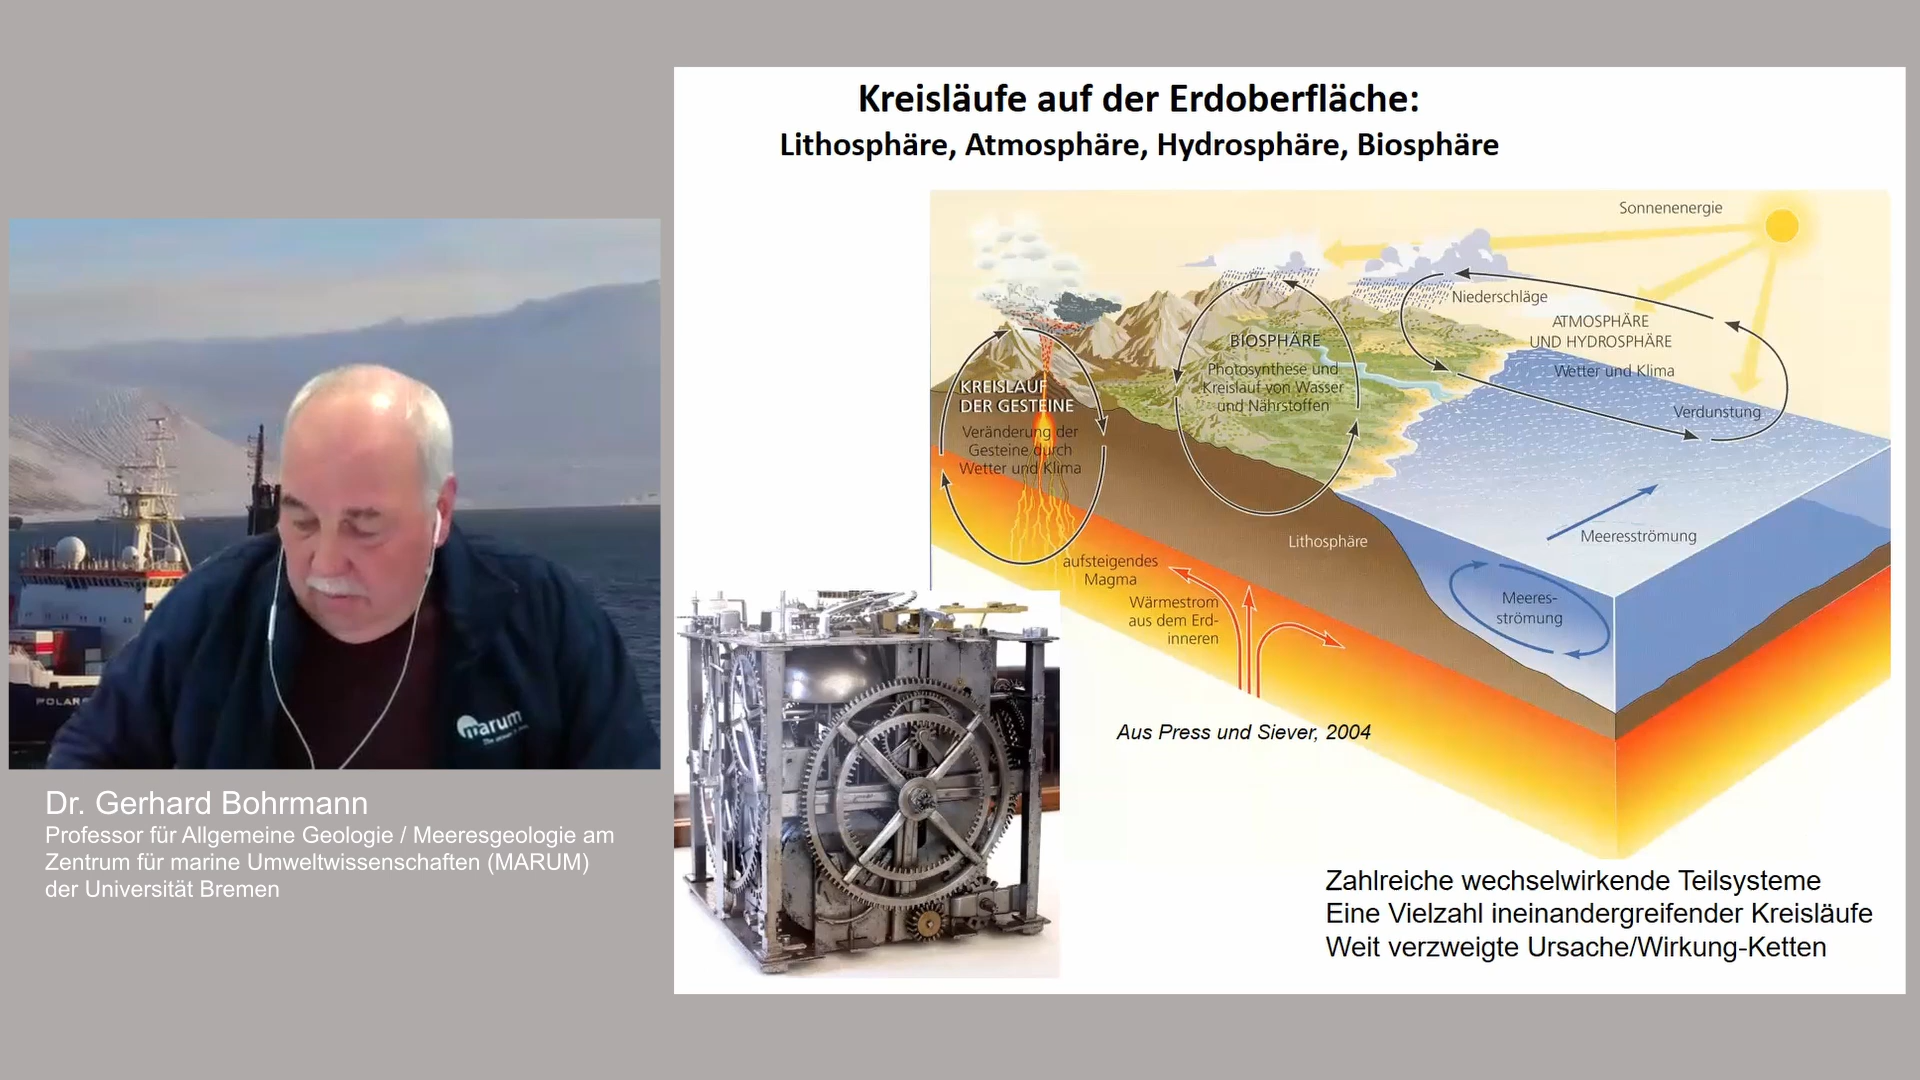 Kreisläufe auf der Erdoberfläche:
Lithosphäre, Atmosphäre, Hydrosphäre, Biosphäre
Sonnenenergie
Niederschläge
ATMOSPHÄRE
UND HYDROSPHÄRE
Wetter und Klima
Verdunstung
BIOSPHÄRE
Photosynthese und
Kreislauf von Wasser
und Nährstoffen
KREISLAUF
DER GESTEINE
Veränderung der
Gesteine durch
Wetter und Klima
Lithosphäre
Meeresströmung
aufsteigendes
Magma
Wärmestrom
aus dem Erd-
inneren
Meeres-
strömung
Aus Press und Siever, 2004
Zahlreiche wechselwirkende Teilsysteme
Eine Vielzahl ineinandergreifender Kreisläufe
Weit verzweigte Ursache/Wirkung-Ketten
POLARS
marum
Dr. Gerhard Bohrmann
Professor für Allgemeine Geologie / Meeresgeologie am
Zentrum für marine Umweltwissenschaften (MARUM)
der Universität Bremen